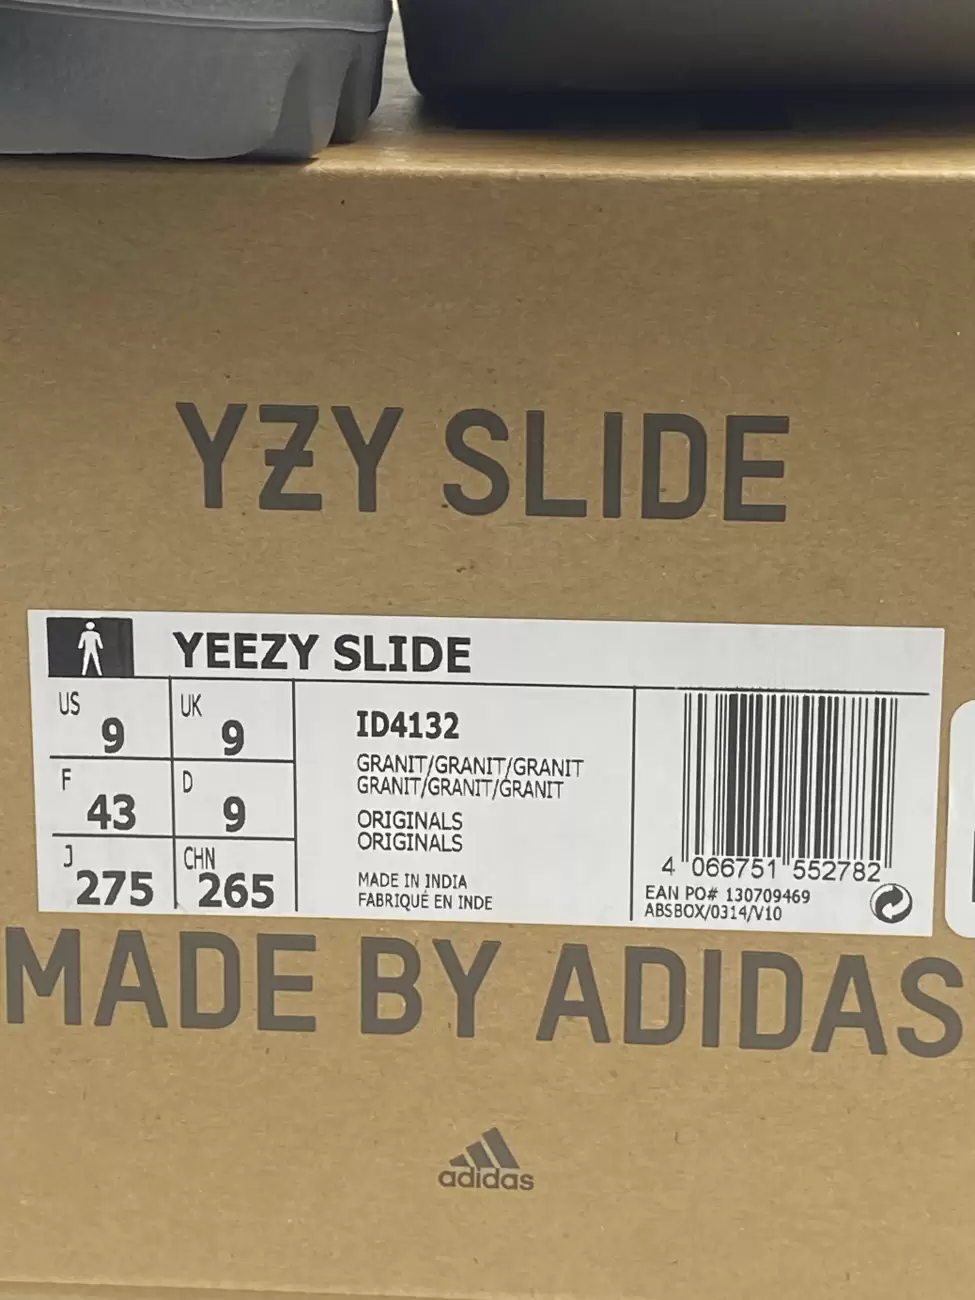 YZY SLIDE
YEEZY SLIDE
US 9
UK 9
F 43
D 9
J 275
CHN 265
ID4132
GRANIT/GRANIT/GRANIT
GRANIT/GRANIT/GRANIT
ORIGINALS
ORIGINALS
MADE IN INDIA
FABRIQUÉ EN INDE
4 066751 552782
EAN PO# 130709469
ABSBOX/0314/V10
MADE BY ADIDAS
adidas